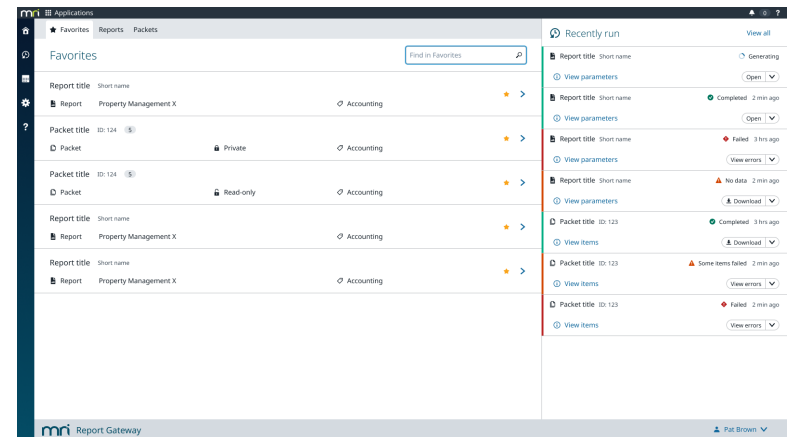 mri Applications 0 ?
Favorites Reports Packets
Favorites
Find in Favorites
Report title Short name
Report Property Management X Accounting
Packet title ID: 124 5
Packet Private Accounting
Packet title ID: 124 5
Packet Read-only Accounting
Report title Short name
Report Property Management X Accounting
Report title Short name
Report Property Management X Accounting
Recently run View all
Report title Short name Generating
View parameters Open
Report title Short name Completed 2 min ago
View parameters Open
Report title Short name Failed 3 hrs ago
View parameters View errors
Report title Short name No data 2 min ago
View parameters Download
Packet title ID: 123 Completed 3 hrs ago
View items Download
Packet title ID: 123 Some items failed 2 min ago
View items View errors
Packet title ID: 123 Failed 2 min ago
View items View errors
mri Report Gateway Pat Brown